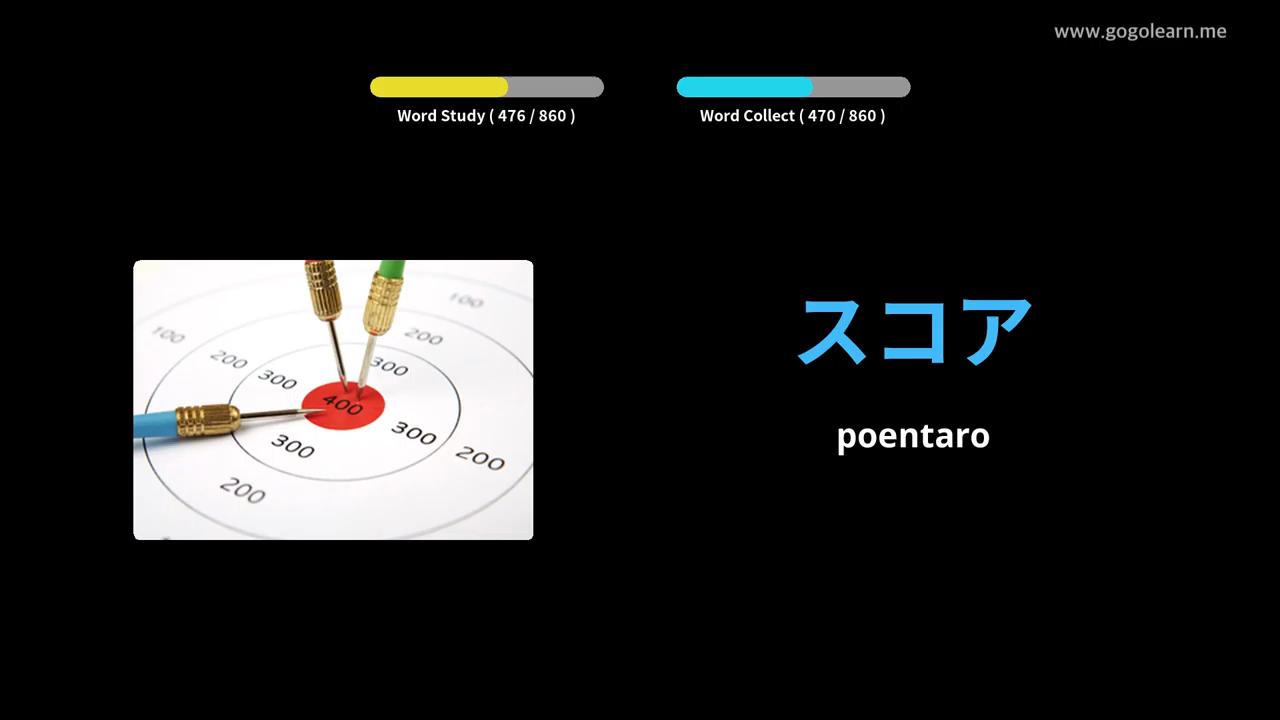 www.gogolearn.me
Word Study ( 476 / 860 )
Word Collect ( 470 / 860 )
スコア
poentaro
100
100
200
200
300
300
400
300
300
200
200